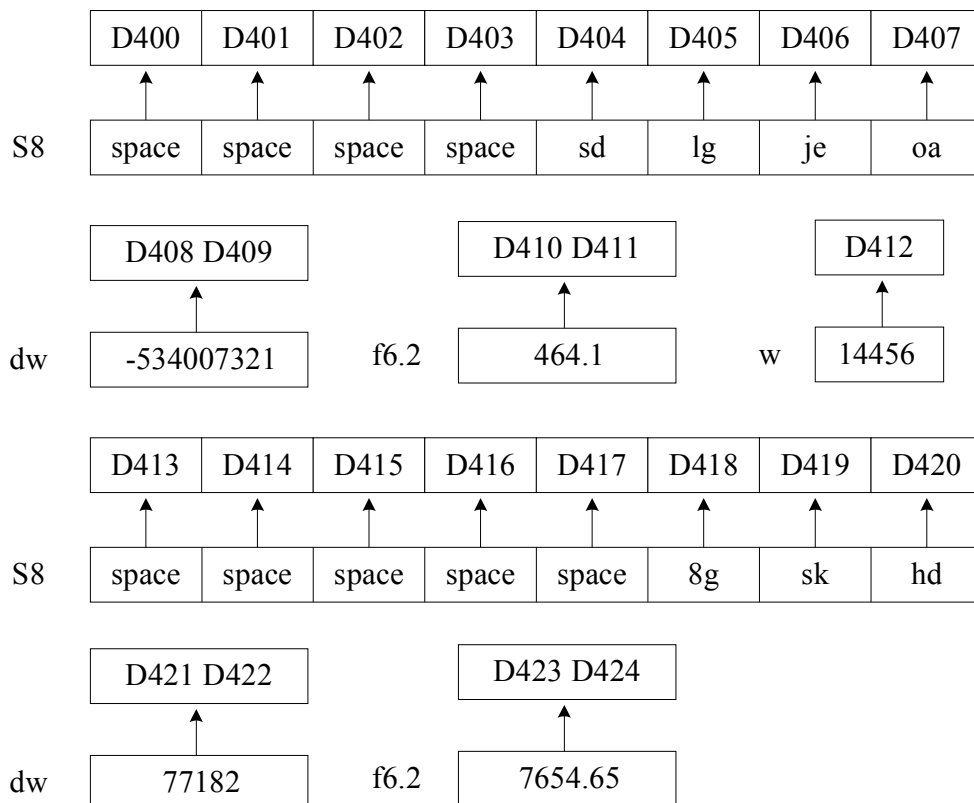 D400 D401 D402 D403 D404 D405 D406 D407
S8 space space space space sd lg je oa
D408 D409 D410 D411 D412
dw -534007321 f6.2 464.1 w 14456
D413 D414 D415 D416 D417 D418 D419 D420
S8 space space space space space 8g sk hd
D421 D422 D423 D424
dw 77182 f6.2 7654.65